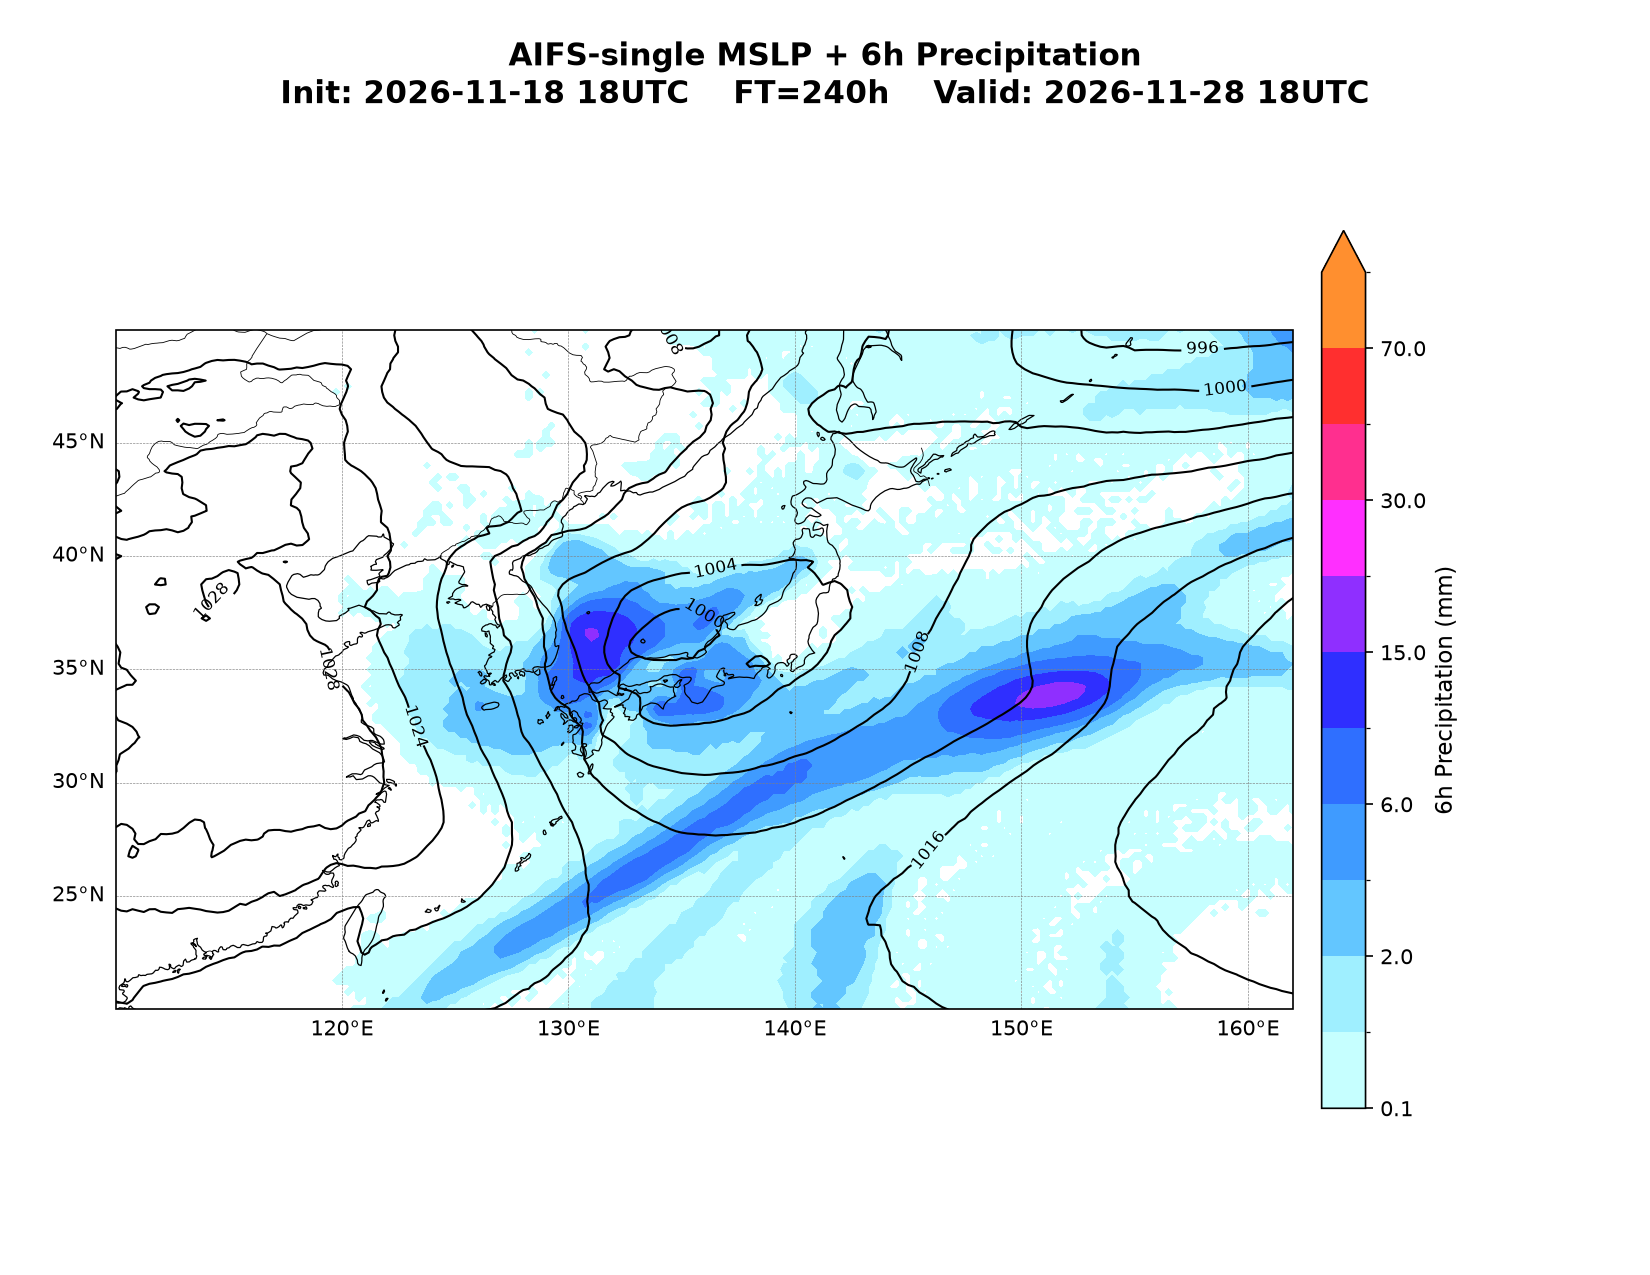 AIFS-single MSLP + 6h Precipitation
Init: 2026-11-18 18UTC    FT=240h    Valid: 2026-11-28 18UTC
008
996
1000
1004
1000
1028
1028
1024
1008
1016
45°N
40°N
35°N
30°N
25°N
120°E
130°E
140°E
150°E
160°E
70.0
30.0
15.0
6.0
2.0
0.1
6h Precipitation (mm)